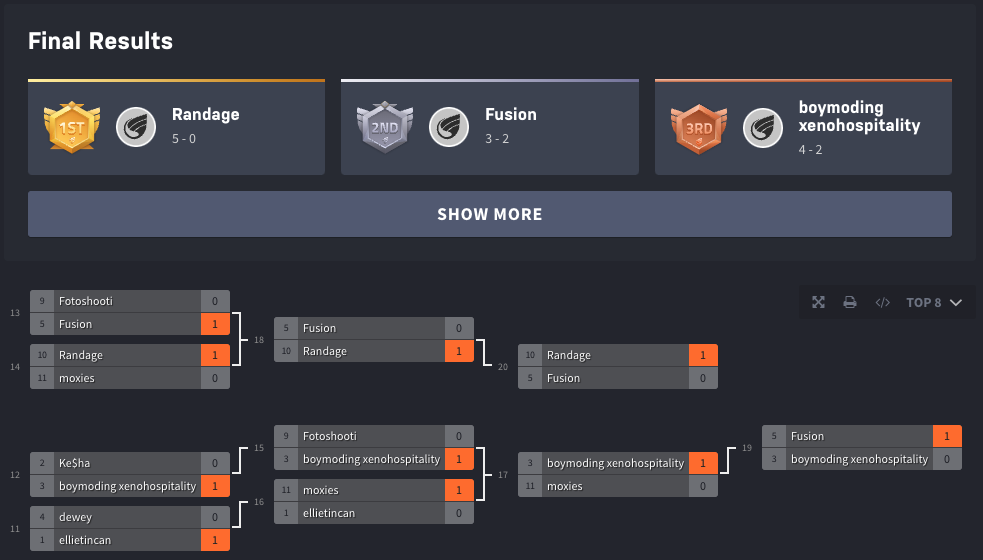 Final Results
1ST
Randage
5 - 0
2ND
Fusion
3 - 2
3RD
boymoding
xenohospitality
4 - 2
SHOW MORE
TOP 8
13
9 Fotoshooti 0
5 Fusion 1
14
10 Randage 1
11 moxies 0
18
5 Fusion 0
10 Randage 1
20
10 Randage 1
5 Fusion 0
12
2 Ke$ha 0
3 boymoding xenohospitality 1
11
4 dewey 0
1 ellietincan 1
15
9 Fotoshooti 0
3 boymoding xenohospitality 1
16
11 moxies 1
1 ellietincan 0
17
3 boymoding xenohospitality 1
11 moxies 0
19
5 Fusion 1
3 boymoding xenohospitality 0